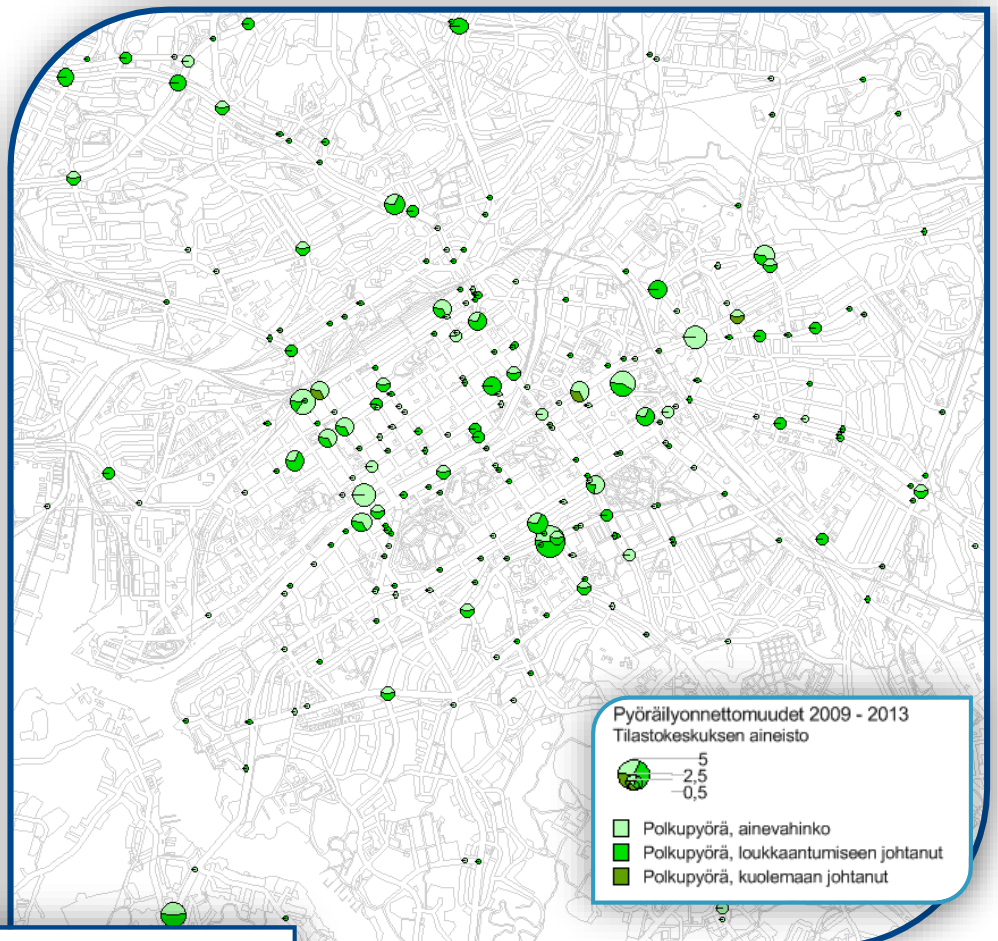 Pyöräilyonnettomuudet 2009 - 2013
Tilastokeskuksen aineisto
5
2,5
0,5
Polkupyörä, ainevahinko
Polkupyörä, loukkaantumiseen johtanut
Polkupyörä, kuolemaan johtanut